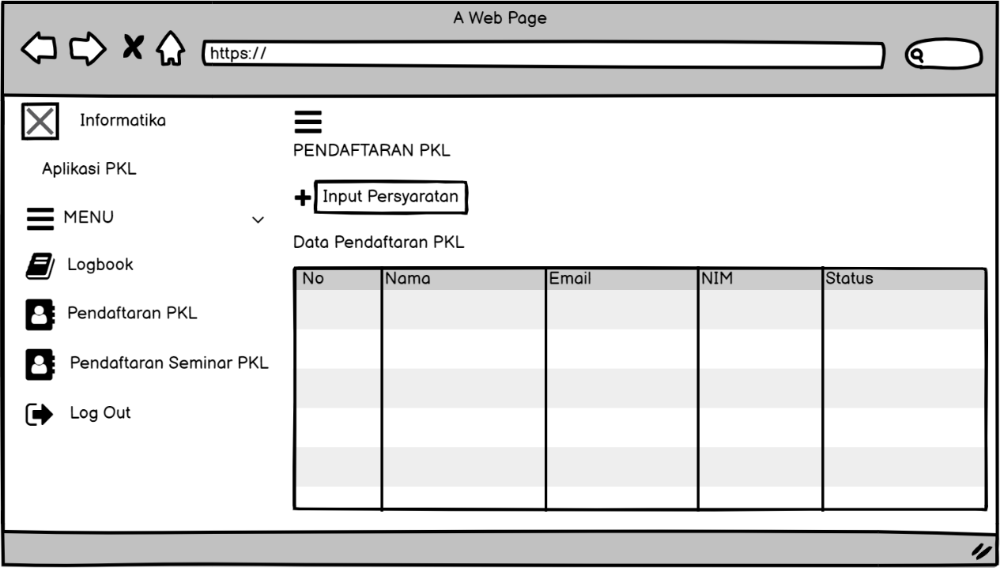 A Web Page
https://
Informatika
Aplikasi PKL
MENU
Logbook
Pendaftaran PKL
Pendaftaran Seminar PKL
Log Out
PENDAFTARAN PKL
Input Persyaratan
Data Pendaftaran PKL
No Nama Email NIM Status